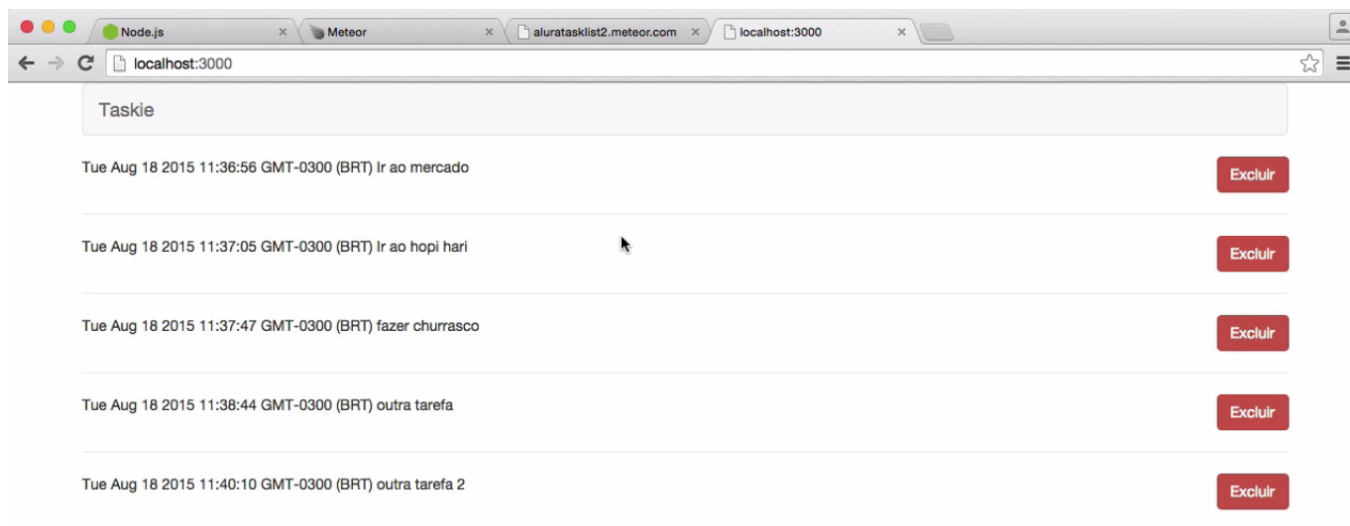 Node.js
Meteor
aluratasklist2.meteor.com
localhost:3000
localhost:3000
Taskie
Tue Aug 18 2015 11:36:56 GMT-0300 (BRT) Ir ao mercado
Excluir
Tue Aug 18 2015 11:37:05 GMT-0300 (BRT) Ir ao hopi hari
Excluir
Tue Aug 18 2015 11:37:47 GMT-0300 (BRT) fazer churrasco
Excluir
Tue Aug 18 2015 11:38:44 GMT-0300 (BRT) outra tarefa
Excluir
Tue Aug 18 2015 11:40:10 GMT-0300 (BRT) outra tarefa 2
Excluir